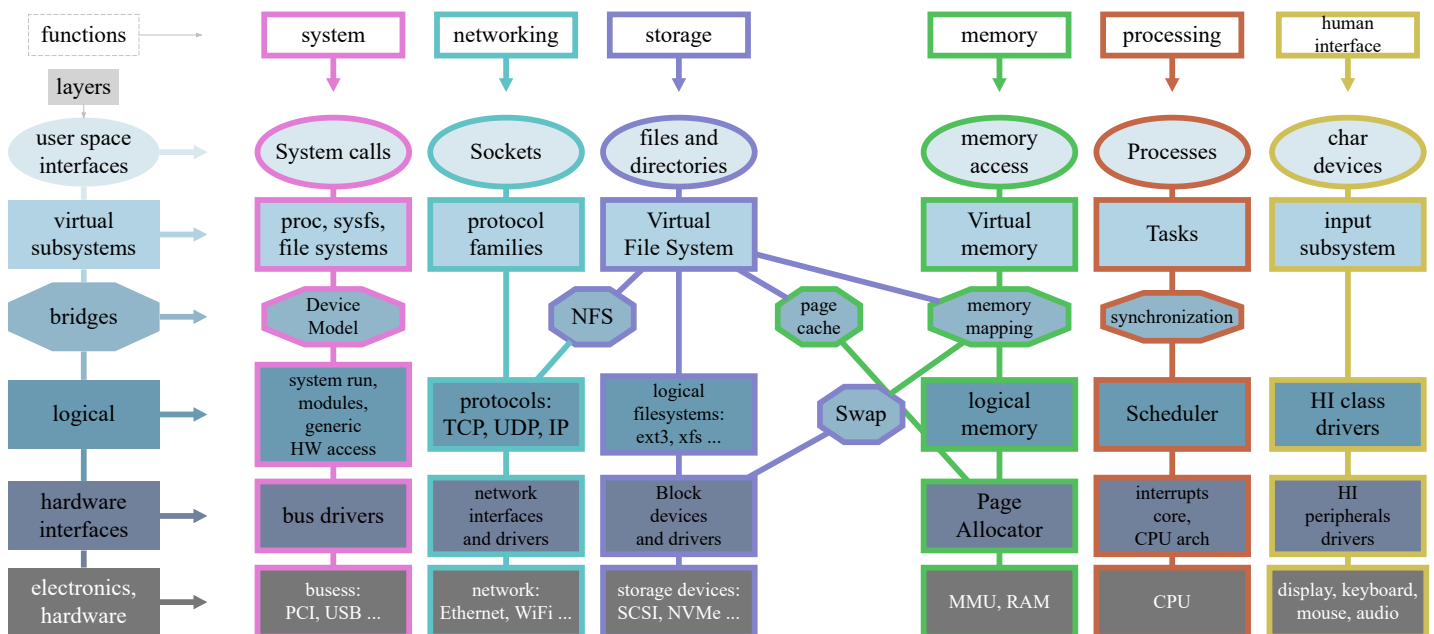 functions
system
networking
storage
memory
processing
human
interface
layers
user space
interfaces
System calls
Sockets
files and
directories
memory
access
Processes
char
devices
virtual
subsystems
proc, sysfs,
file systems
protocol
families
Virtual
File System
Virtual
memory
Tasks
input
subsystem
bridges
Device
Model
NFS
page
cache
memory
mapping
synchronization
logical
system run,
modules,
generic
HW access
protocols:
TCP, UDP, IP
logical
filesystems:
ext3, xfs ...
Swap
logical
memory
Scheduler
HI class
drivers
hardware
interfaces
bus drivers
network
interfaces
and drivers
Block
devices
and drivers
Page
Allocator
interrupts
core,
CPU arch
HI
peripherals
drivers
electronics,
hardware
busess:
PCI, USB ...
network:
Ethernet, WiFi ...
storage devices:
SCSI, NVMe ...
MMU, RAM
CPU
display, keyboard,
mouse, audio